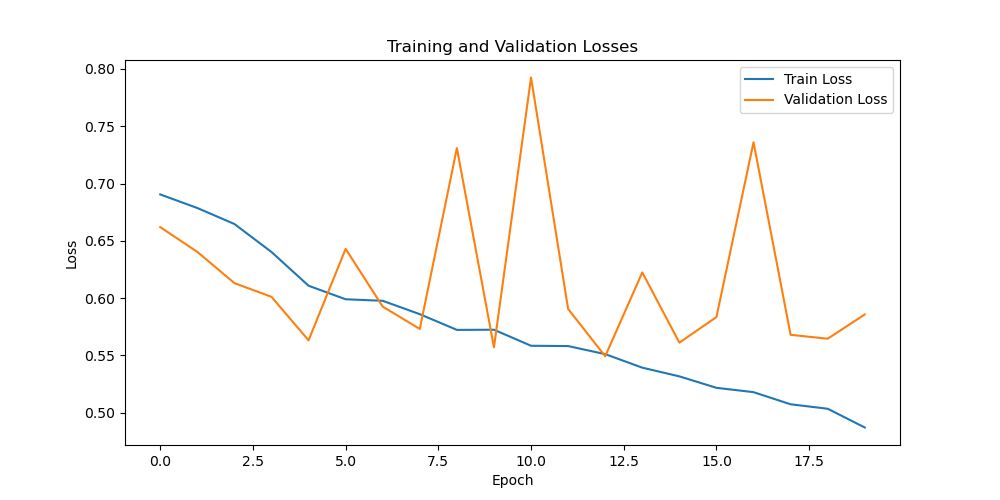 Training and Validation Losses
Train Loss
Validation Loss
0.80
0.75
0.70
0.65
0.60
0.55
0.50
Loss
0.0 2.5 5.0 7.5 10.0 12.5 15.0 17.5
Epoch